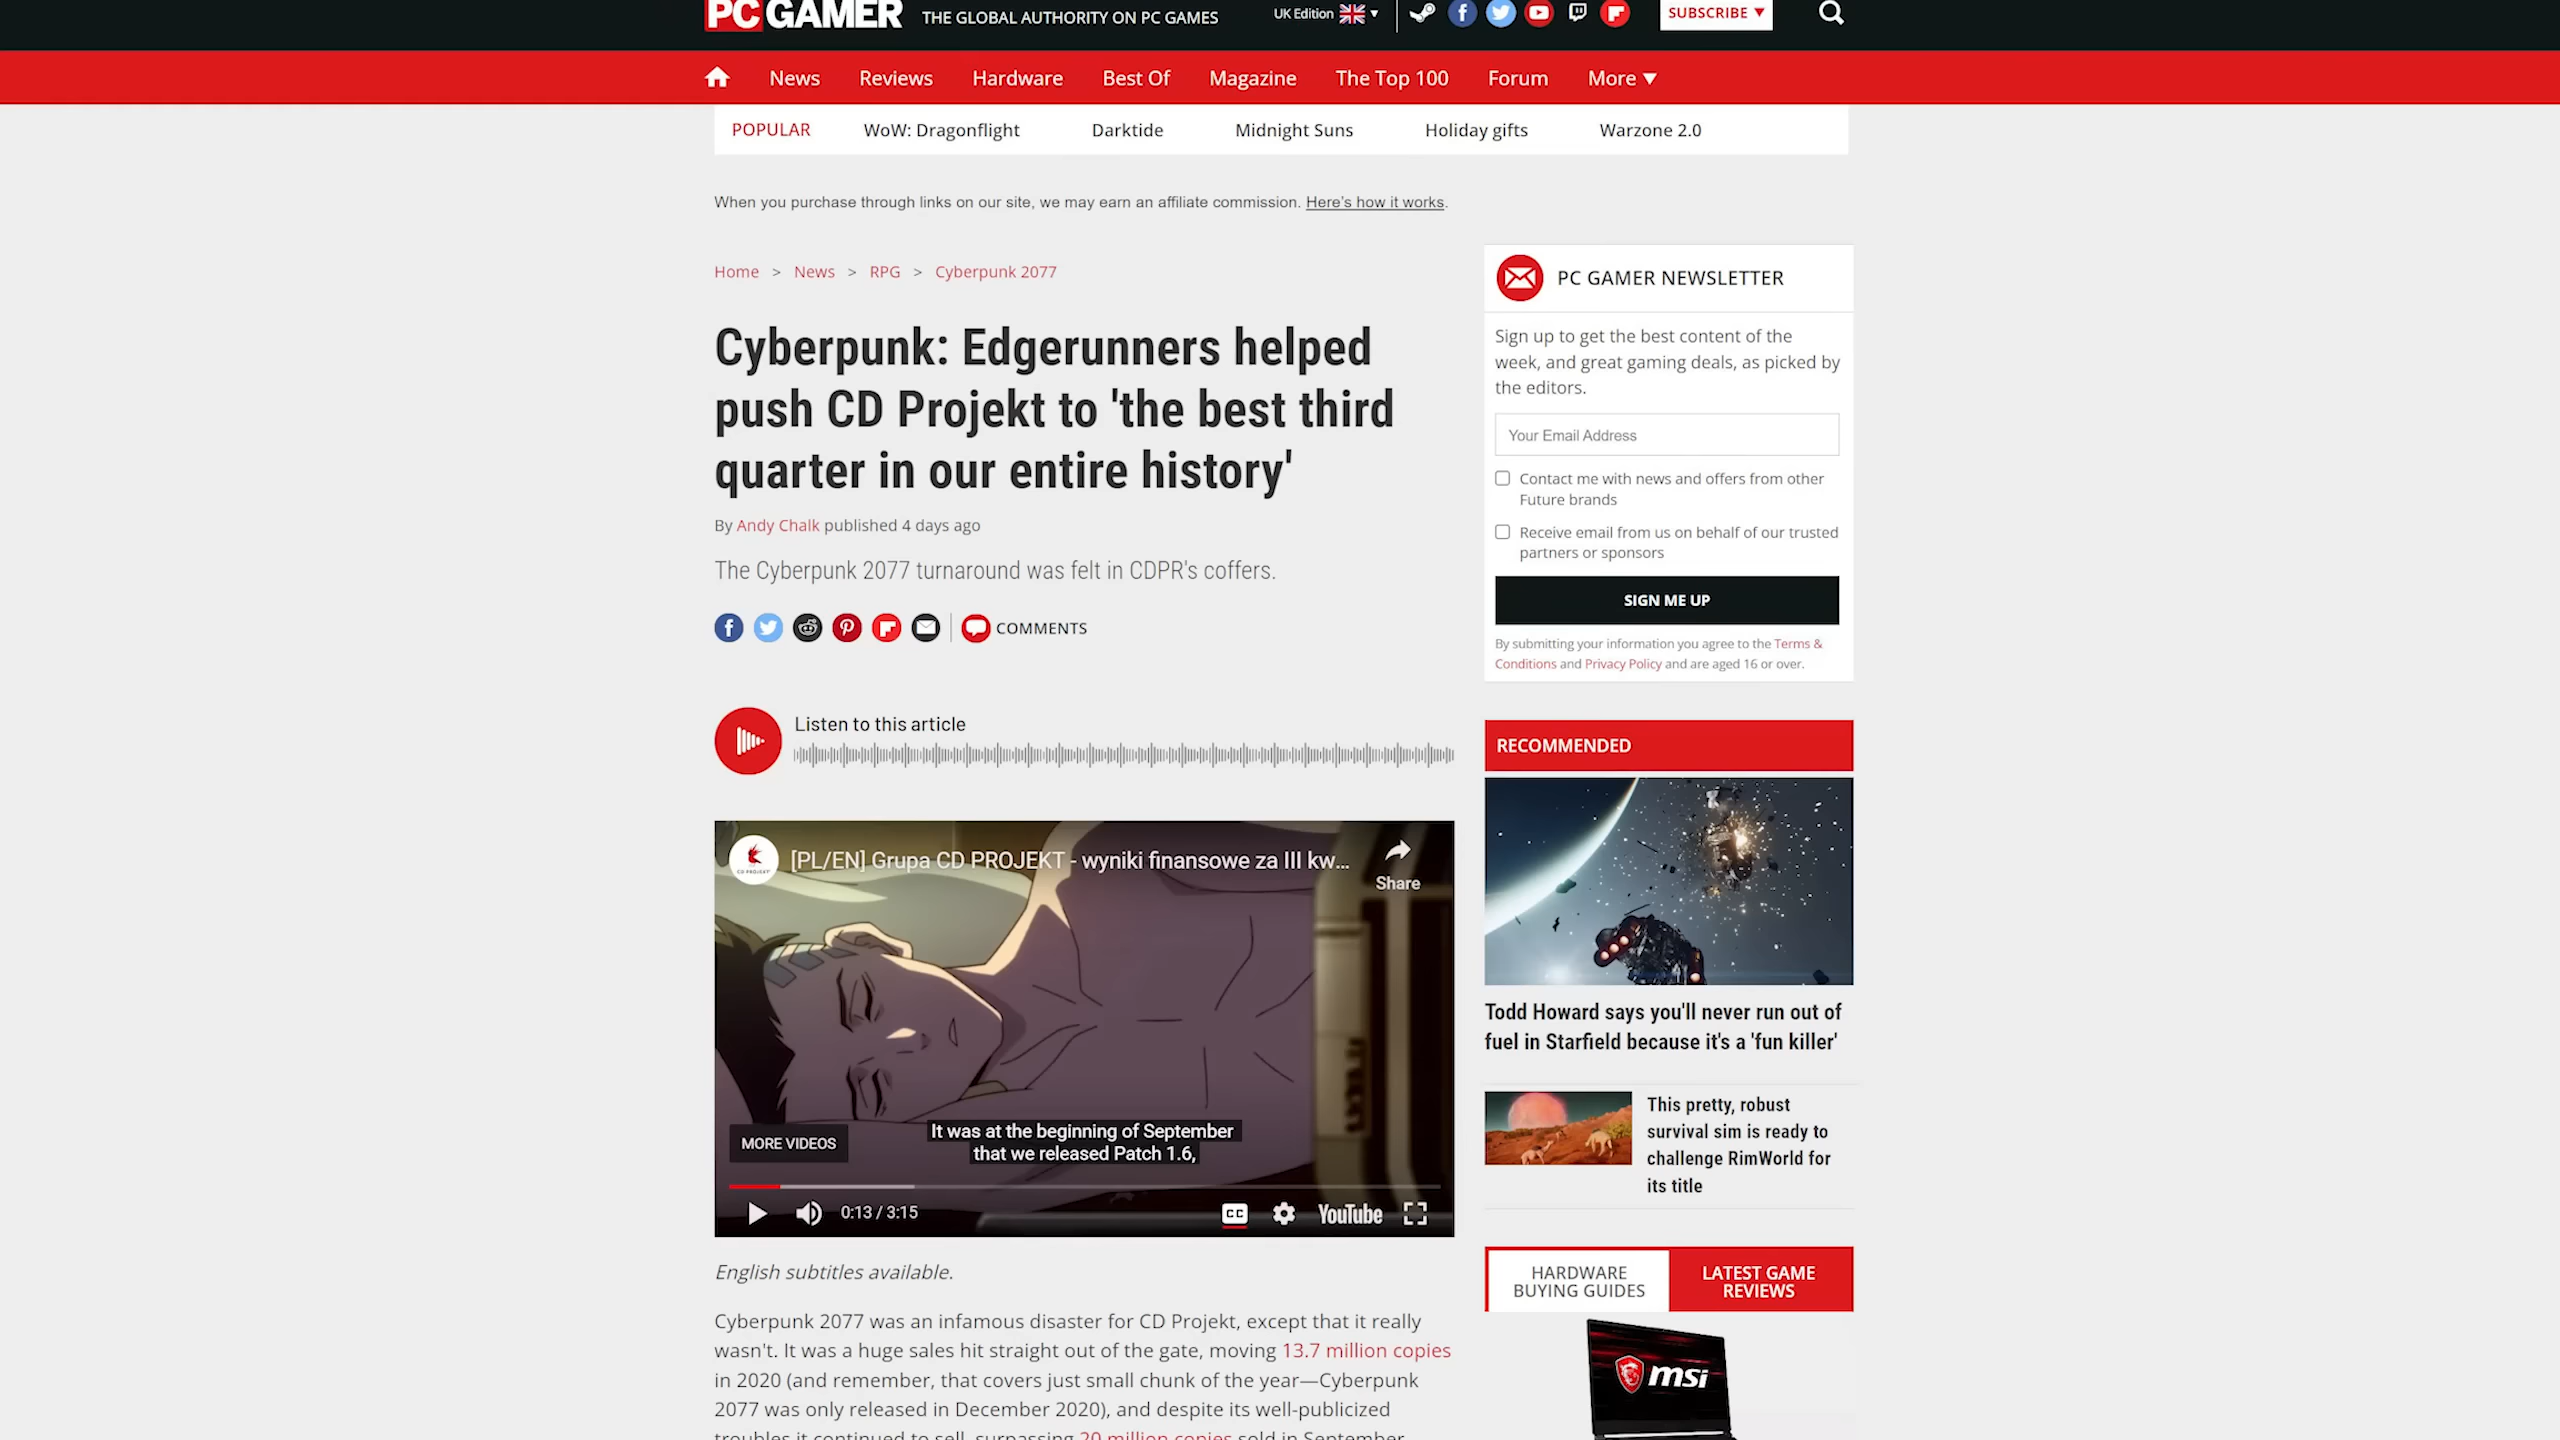 PC GAMER THE GLOBAL AUTHORITY ON PC GAMES UK Edition SUBSCRIBE
News Reviews Hardware Best Of Magazine The Top 100 Forum More
POPULAR WoW: Dragonflight Darktide Midnight Suns Holiday gifts Warzone 2.0
When you purchase through links on our site, we may earn an affiliate commission. Here's how it works.
Home > News > RPG > Cyberpunk 2077
Cyberpunk: Edgerunners helped
push CD Projekt to 'the best third
quarter in our entire history'
By Andy Chalk published 4 days ago
The Cyberpunk 2077 turnaround was felt in CDPR's coffers.
COMMENTS
Listen to this article
CD PROJEKT
[PL/EN] Grupa CD PROJEKT - wyniki finansowe za III kw...
Share
It was at the beginning of September
that we released Patch 1.6,
MORE VIDEOS
0:13 / 3:15
CC
YouTube
English subtitles available.
Cyberpunk 2077 was an infamous disaster for CD Projekt, except that it really
wasn't. It was a huge sales hit straight out of the gate, moving 13.7 million copies
in 2020 (and remember, that covers just small chunk of the year—Cyberpunk
2077 was only released in December 2020), and despite its well-publicized
troubles it continued to sell, surpassing 20 million copies sold in September
PC GAMER NEWSLETTER
Sign up to get the best content of the
week, and great gaming deals, as picked by
the editors.
Your Email Address
Contact me with news and offers from other
Future brands
Receive email from us on behalf of our trusted
partners or sponsors
SIGN ME UP
By submitting your information you agree to the Terms &
Conditions and Privacy Policy and are aged 16 or over.
RECOMMENDED
Todd Howard says you'll never run out of
fuel in Starfield because it's a 'fun killer'
This pretty, robust
survival sim is ready to
challenge RimWorld for
its title
HARDWARE
BUYING GUIDES
LATEST GAME
REVIEWS
msi